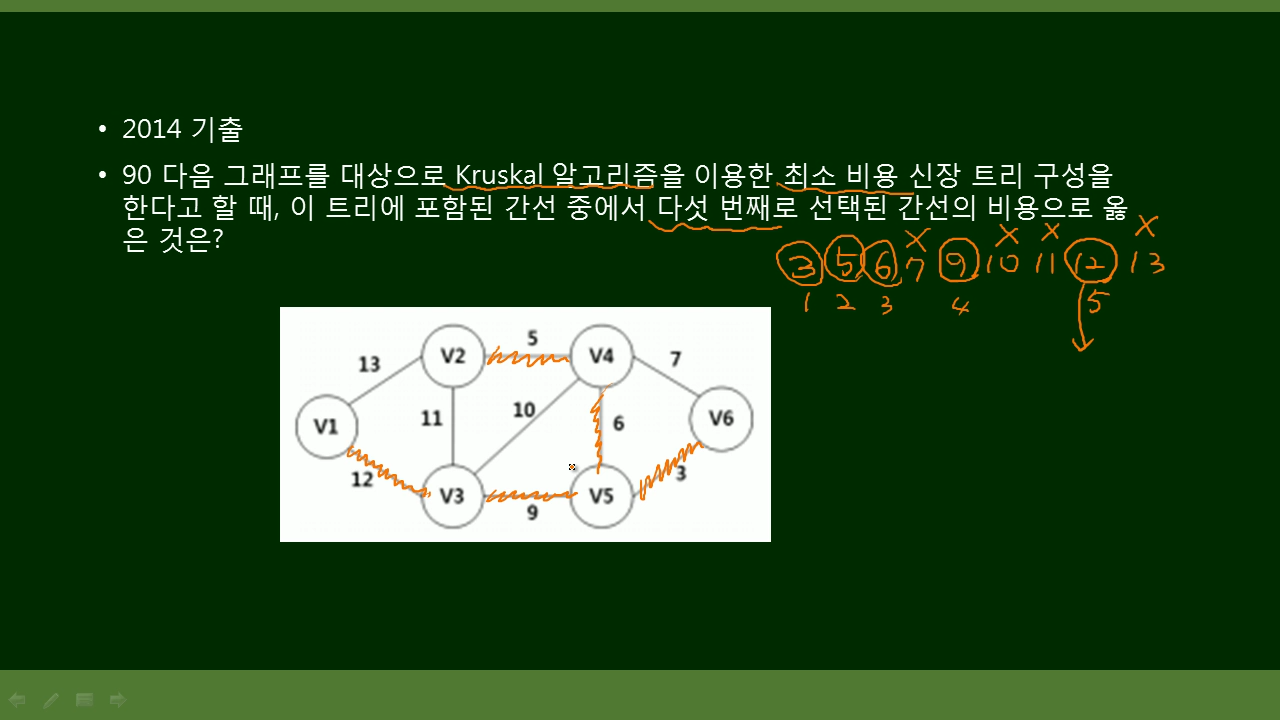 • 2014 기출
• 90 다음 그래프를 대상으로 Kruskal 알고리즘을 이용한 최소 비용 신장 트리 구성을
한다고 할 때, 이 트리에 포함된 간선 중에서 다섯 번째로 선택된 간선의 비용으로 옳
은 것은?
X X X X
3 5 6 7 9 10 11 12 13
1 2 3 4 5
5
V2 V4
13 7
11 10 6
V1 V6
12 3
V3 V5
9